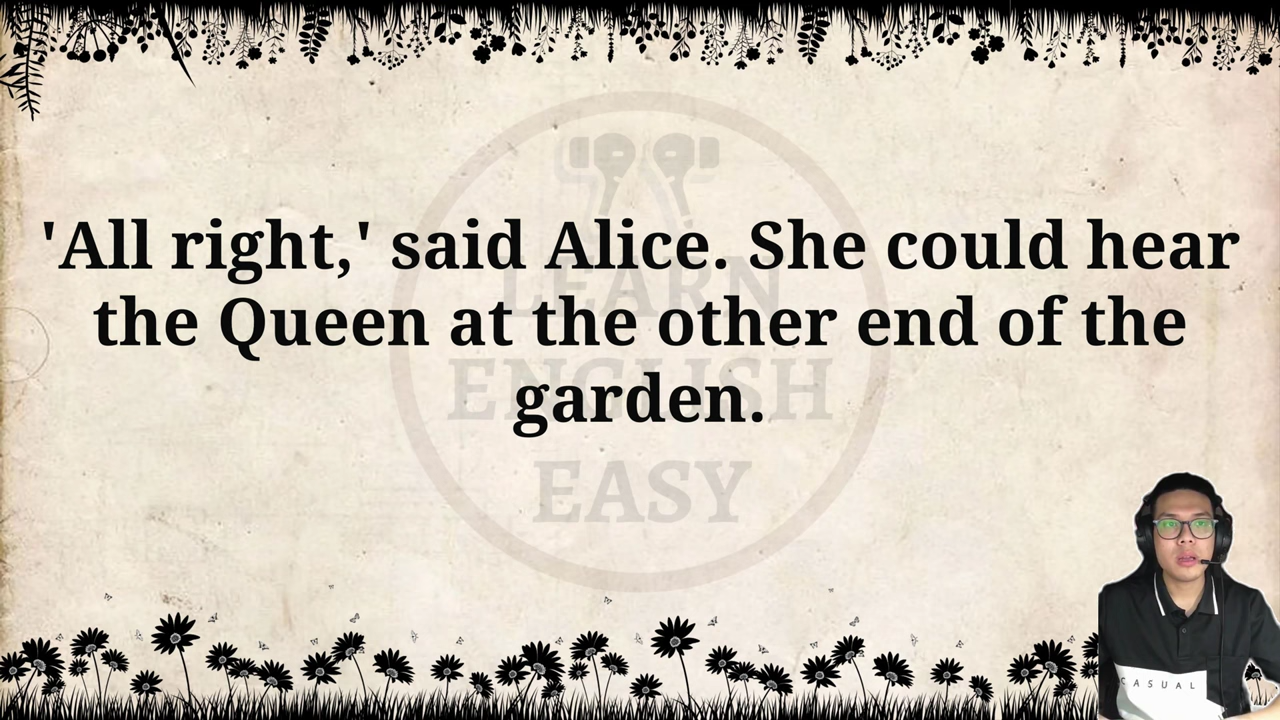 'All right,' said Alice. She could hear
the Queen at the other end of the
garden.
LEARN
ENGLISH
EASY
CASUAL